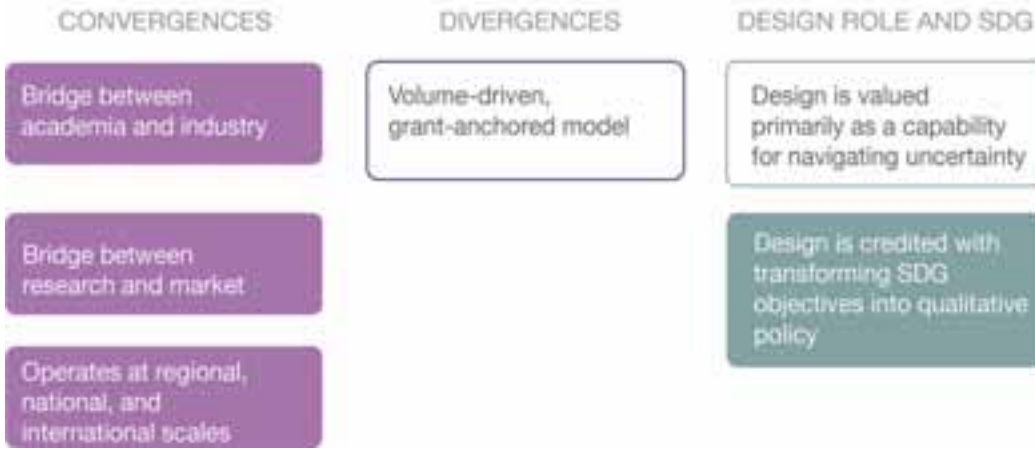 CONVERGENCES
DIVERGENCES
DESIGN ROLE AND SDG
Bridge between
academia and industry
Volume-driven,
grant-anchored model
Design is valued
primarily as a capability
for navigating uncertainty
Bridge between
research and market
Design is credited with
transforming SDG
objectives into qualitative
policy
Operates at regional,
national, and
international scales